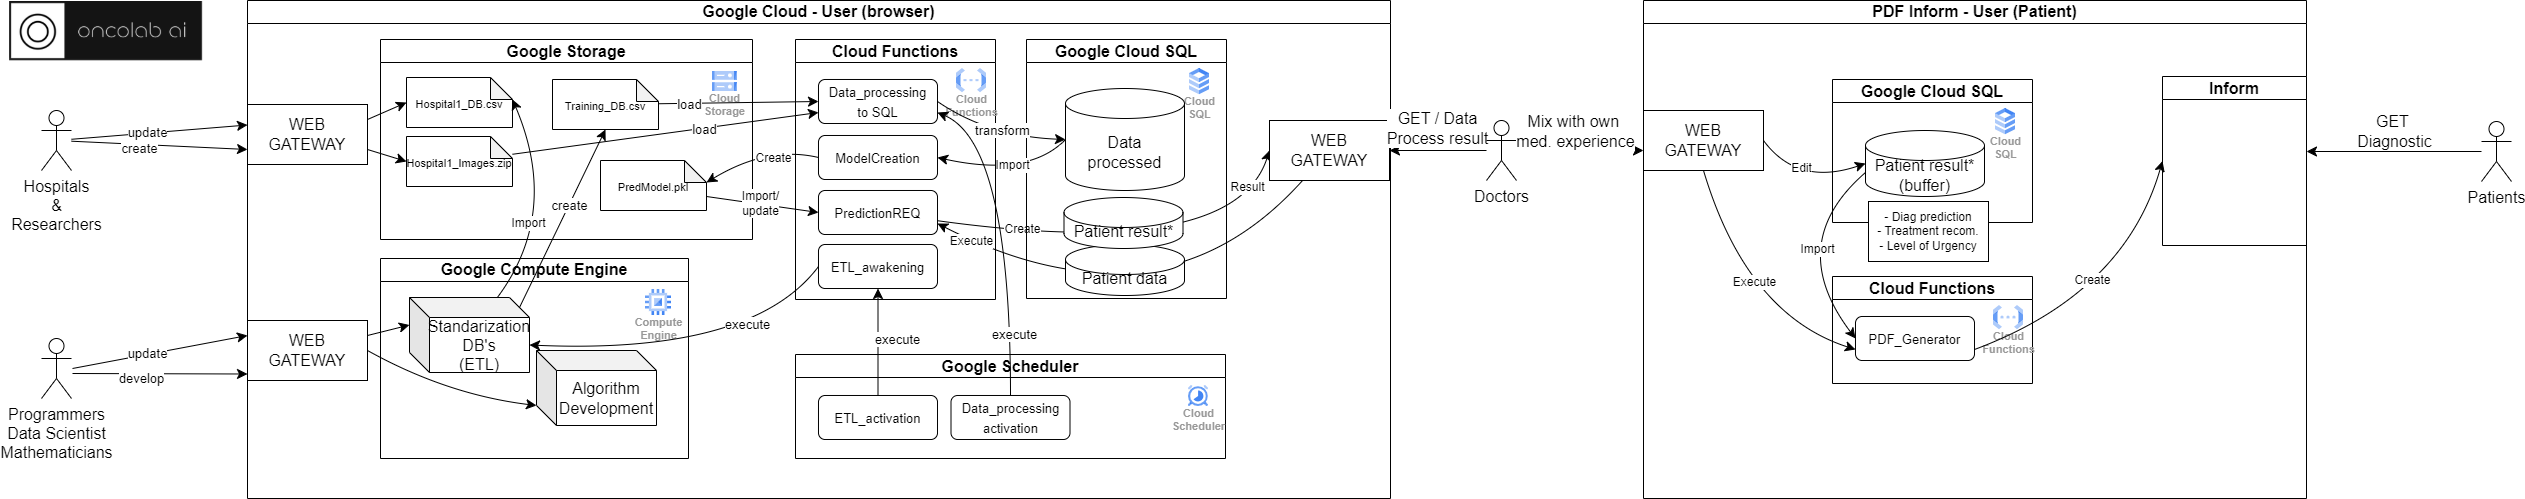 oncolab ai
Google Cloud - User (browser)
PDF Inform - User (Patient)
Google Storage
Cloud Functions
Google Cloud SQL
Hospital1_DB.csv
Training_DB.csv
Cloud
Storage
load
Data_processing
to SQL
Cloud
Functions
Cloud
SQL
transform
Data
processed
WEB
GATEWAY
update
create
Hospitals
&
Researchers
Hospital1_Images.zip
load
Create
ModelCreation
Import
PredModel.pkl
Import/
update
PredictionREQ
Create
Execute
Patient result*
Patient data
Result
WEB
GATEWAY
create
Import
ETL_awakening
Google Compute Engine
Compute
Engine
Standarization
DB's
(ETL)
Algorithm
Development
execute
execute
execute
WEB
GATEWAY
update
develop
Programmers
Data Scientist
Mathematicians
Google Scheduler
ETL_activation
Data_processing
activation
Cloud
Scheduler
GET / Data
Process result
Doctors
Mix with own
med. experience
WEB
GATEWAY
Google Cloud SQL
Cloud
SQL
Edit
Patient result*
(buffer)
- Diag prediction
- Treatment recom.
- Level of Urgency
Import
Execute
Cloud Functions
Cloud
Functions
PDF_Generator
Create
Inform
GET
Diagnostic
Patients